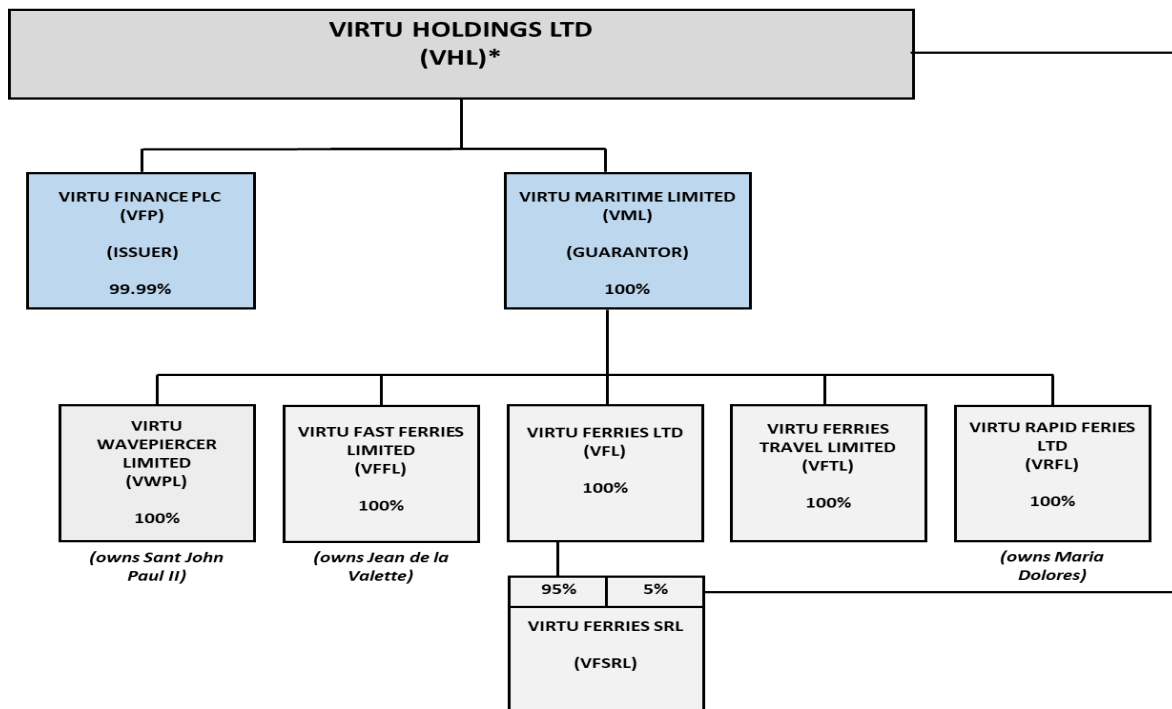 VIRTU HOLDINGS LTD
(VHL)*
VIRTU FINANCE PLC
(VFP)
(ISSUER)
99.99%
VIRTU MARITIME LIMITED
(VML)
(GUARANTOR)
100%
VIRTU
WAVEPIERCER
LIMITED
(VWPL)
100%
(owns Sant John
Paul II)
VIRTU FAST FERRIES
LIMITED
(VFFL)
100%
(owns Jean de la
Valette)
VIRTU FERRIES LTD
(VFL)
100%
VIRTU FERRIES
TRAVEL LIMITED
(VFTL)
100%
VIRTU RAPID FERIES
LTD
(VRFL)
100%
(owns Maria
Dolores)
95%
5%
VIRTU FERRIES SRL
(VFSRL)